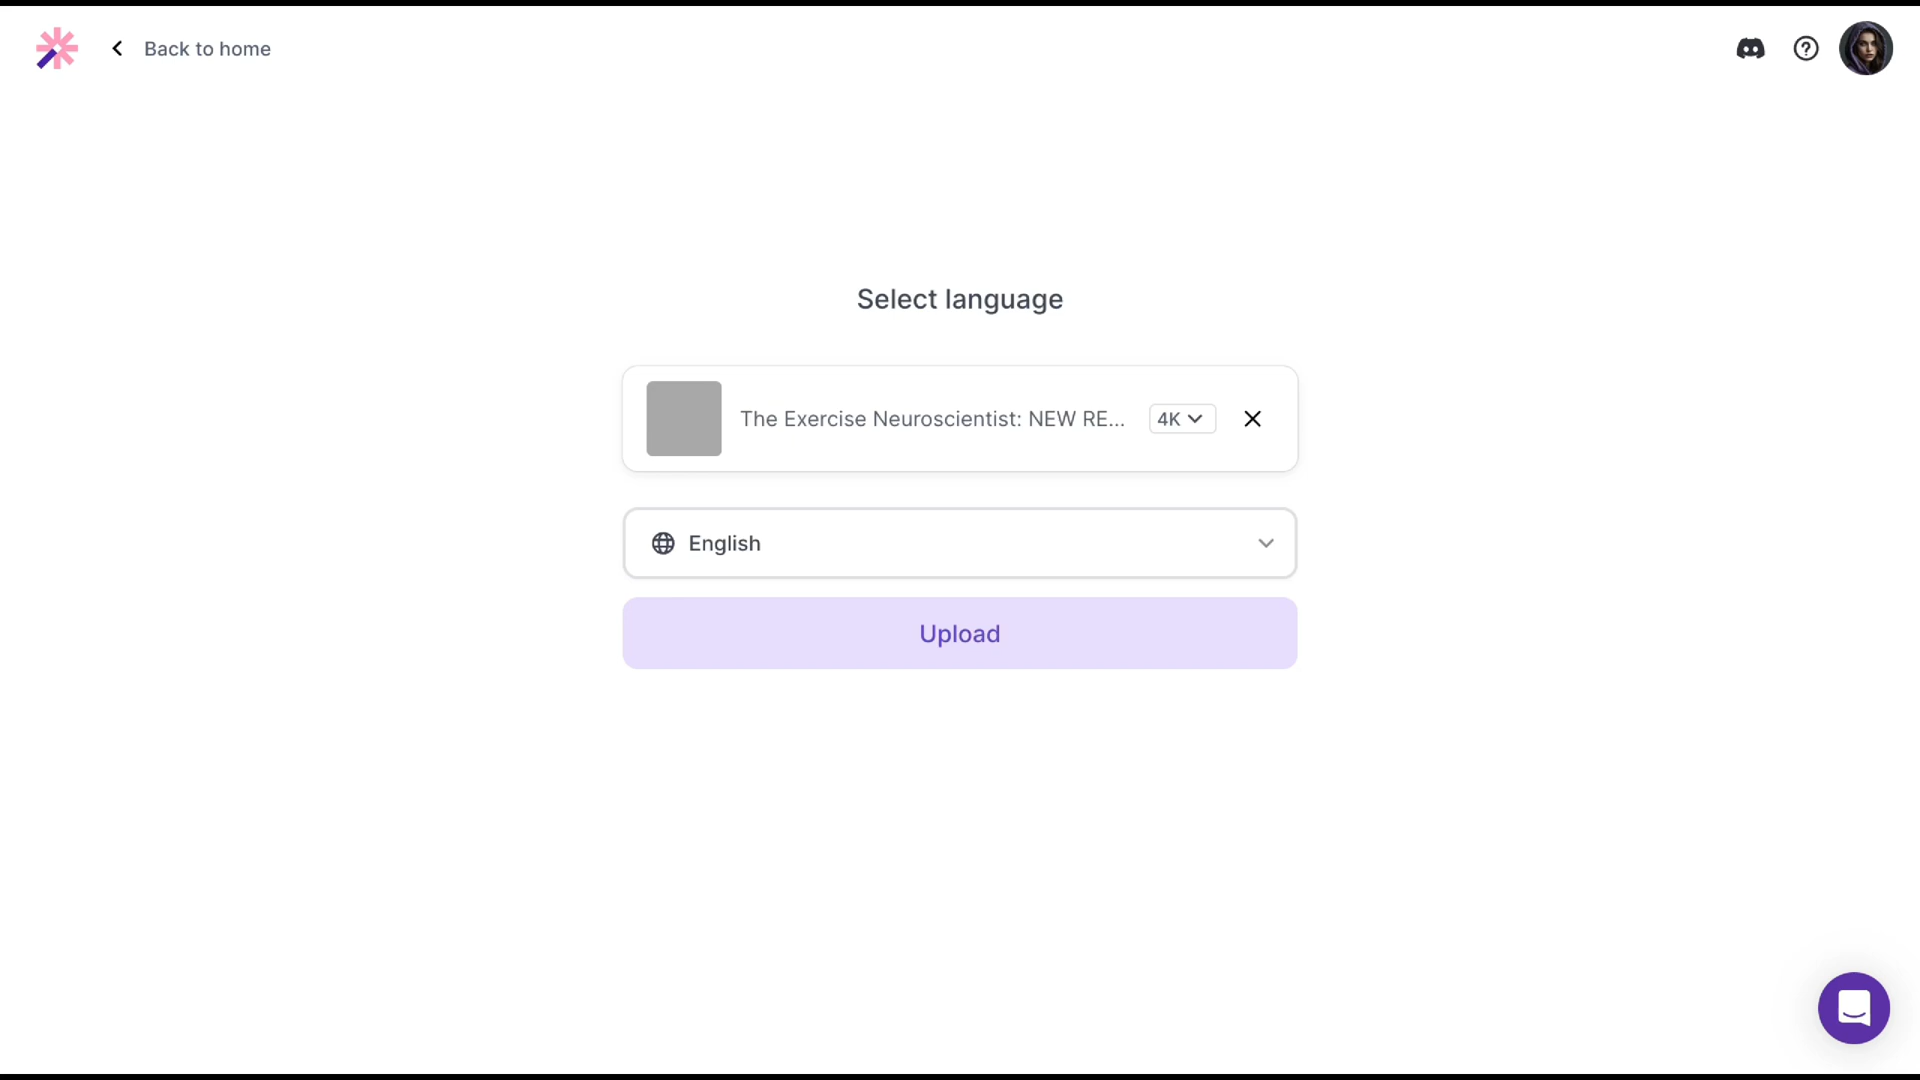 Back to home
Select language
The Exercise Neuroscientist: NEW RE...
4K
English
Upload